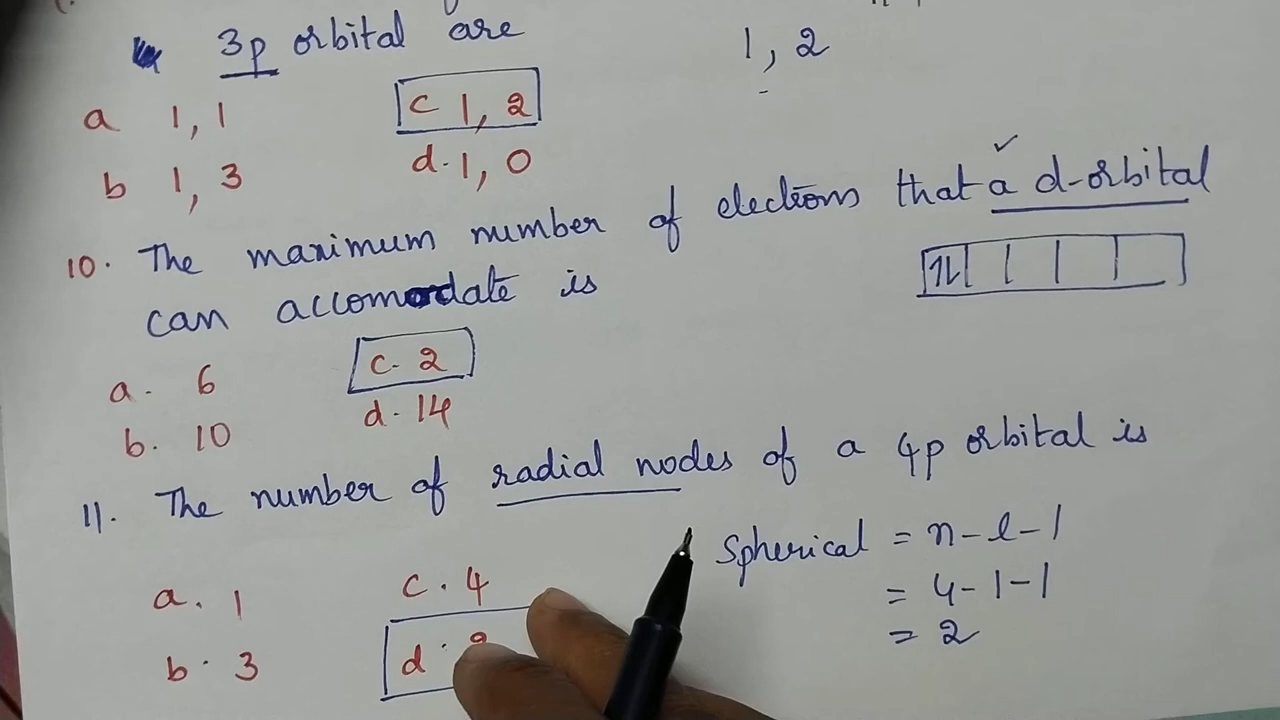 3p orbital are
1, 2
a 1, 1
c 1, 2
b 1, 3
d. 1, 0
10. The maximum number of electrons that a d-orbital
can accomodate is
1L
a. 6
c. 2
b. 10
d. 14
11. The number of radial nodes of a 4p orbital is
Spherical = n - l - 1
= 4 - 1 - 1
= 2
a. 1
c. 4
b. 3
d.